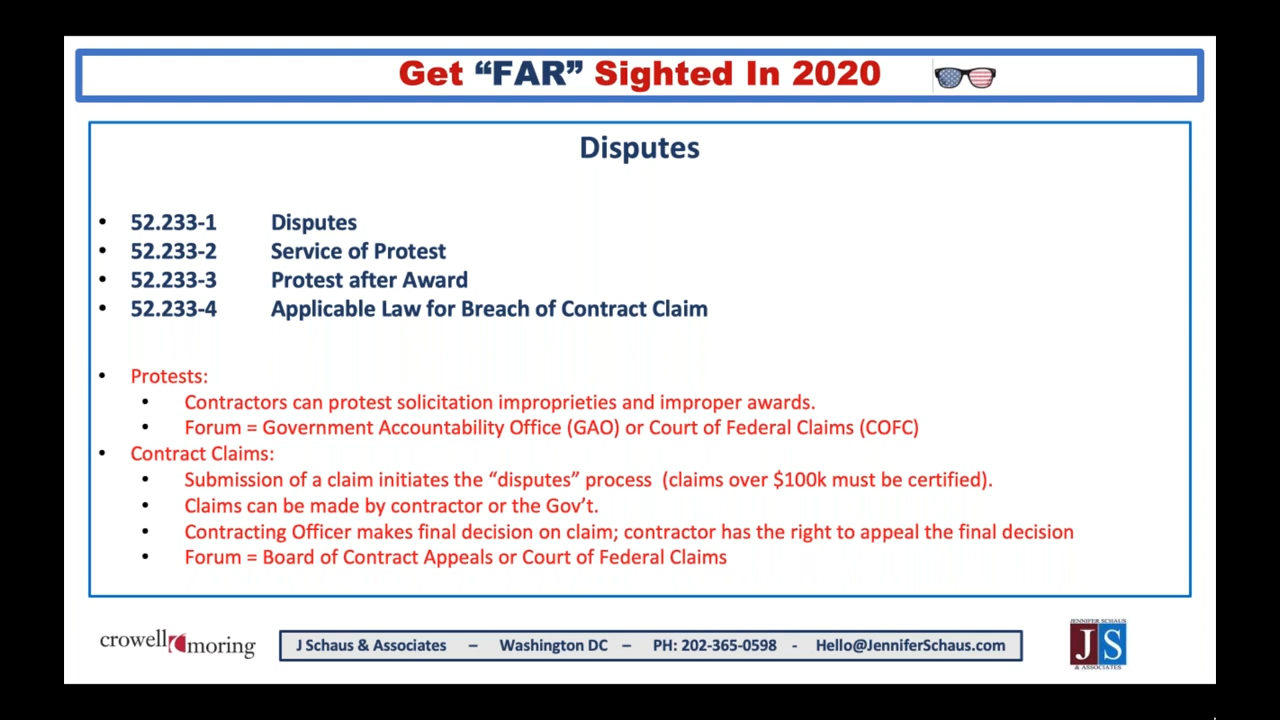 Get “FAR” Sighted In 2020
Disputes
• 52.233-1 Disputes
• 52.233-2 Service of Protest
• 52.233-3 Protest after Award
• 52.233-4 Applicable Law for Breach of Contract Claim
• Protests:
• Contractors can protest solicitation improprieties and improper awards.
• Forum = Government Accountability Office (GAO) or Court of Federal Claims (COFC)
• Contract Claims:
• Submission of a claim initiates the “disputes” process (claims over $100k must be certified).
• Claims can be made by contractor or the Gov’t.
• Contracting Officer makes final decision on claim; contractor has the right to appeal the final decision
• Forum = Board of Contract Appeals or Court of Federal Claims
crowell moring
J Schaus & Associates – Washington DC – PH: 202-365-0598 - Hello@JenniferSchaus.com
JENNIFER SCHAUS
JS
& ASSOCIATES